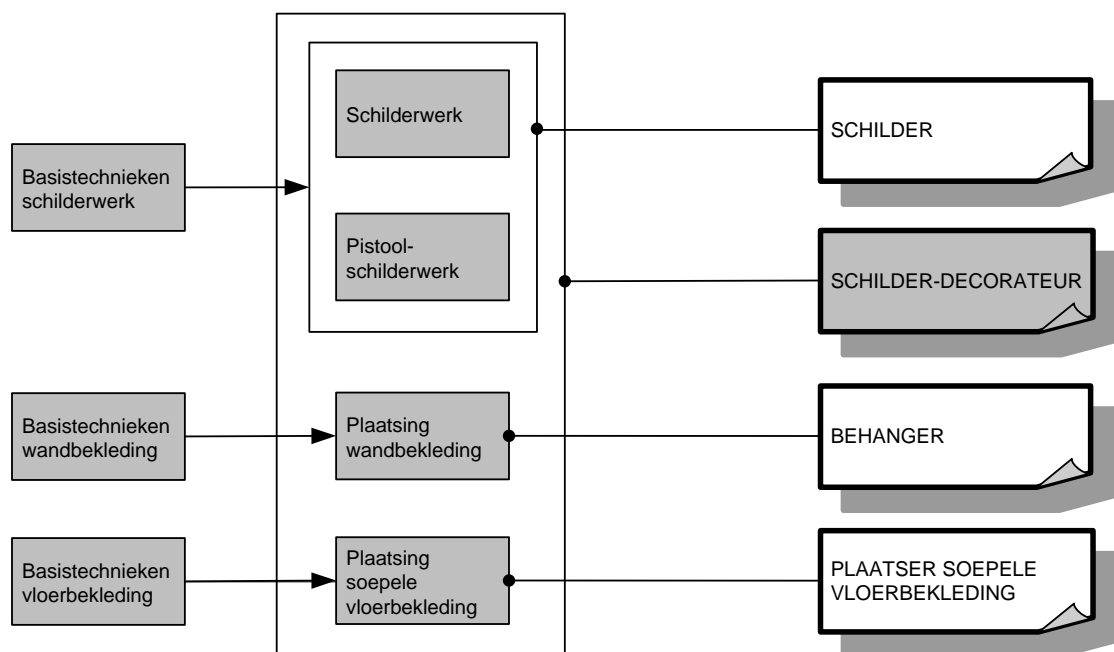 Schilderwerk
SCHILDER
Basistechnieken
schilderwerk
Pistool-
schilderwerk
SCHILDER-DECORATEUR
Basistechnieken
wandbekleding
Plaatsing
wandbekleding
BEHANGER
Basistechnieken
vloerbekleding
Plaatsing
soepele
vloerbekleding
PLAATSER SOEPELE
VLOERBEKLEDING